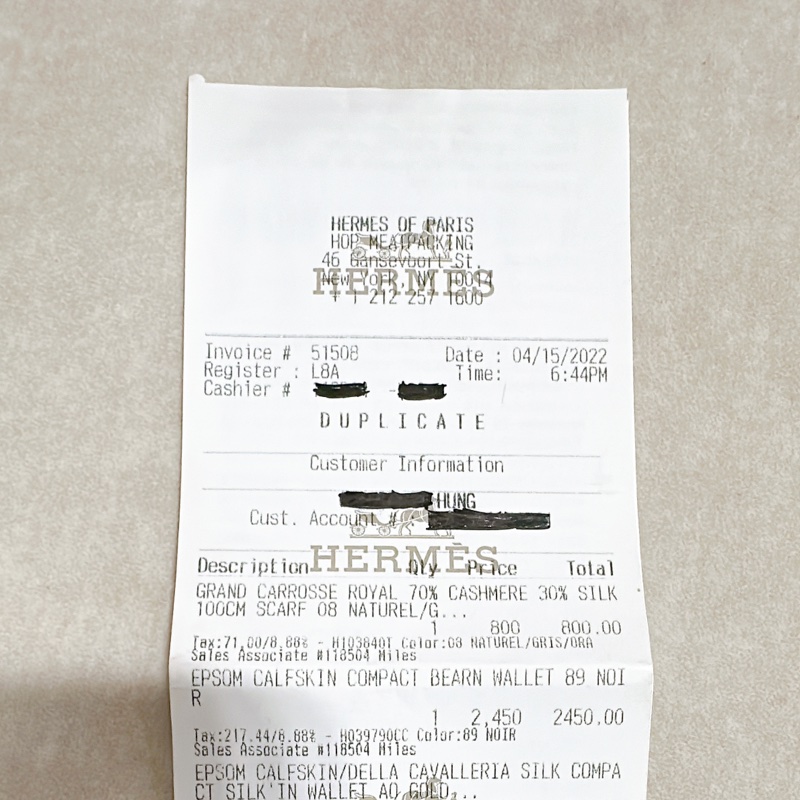 HERMES OF PARIS
HOP MEATPACKING
46 Gansevoort St.
New York, NY 10014
+ 1 212 257 1600
HERMÈS
Invoice # 51508 Date : 04/15/2022
Register : L8A Time: 6:44PM
Cashier # -
DUPLICATE
Customer Information
HUNG
Cust. Account #
HERMÈS
Description Qty Price Total
GRAND CARROSSE ROYAL 70% CASHMERE 30% SILK
100CM SCARF 08 NATUREL/G...
1 800 800.00
Tax:71.00/8.88% - H103840T Color:08 NATUREL/GRIS/ORA
Sales Associate #118504 Miles
EPSOM CALFSKIN COMPACT BEARN WALLET 89 NOI
R
1 2,450 2450.00
Tax:217.44/8.88% - H039790CC Color:89 NOIR
Sales Associate #118504 Miles
EPSOM CALFSKIN/DELLA CAVALLERIA SILK COMPA
CT SILK'IN WALLET AO GOLD...